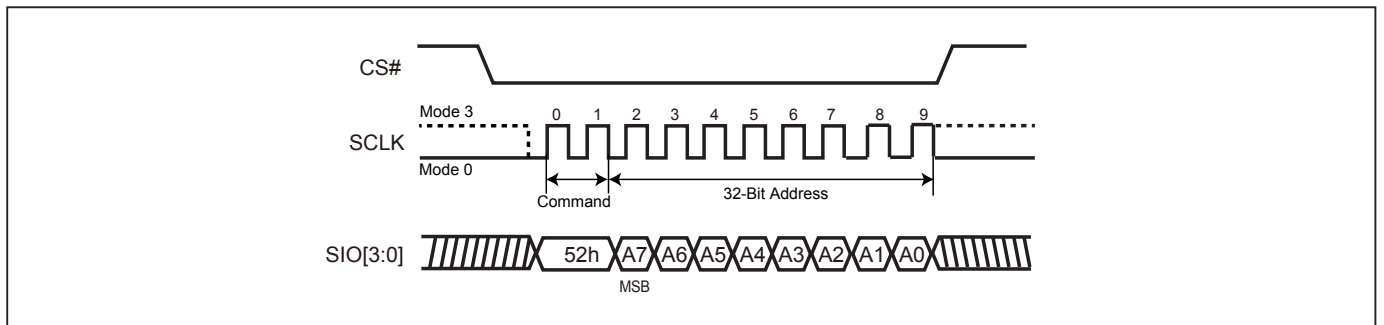 CS#
Mode 3
0 1 2 3 4 5 6 7 8 9
SCLK
Mode 0
Command
32-Bit Address
SIO[3:0]
52h A7 A6 A5 A4 A3 A2 A1 A0
MSB